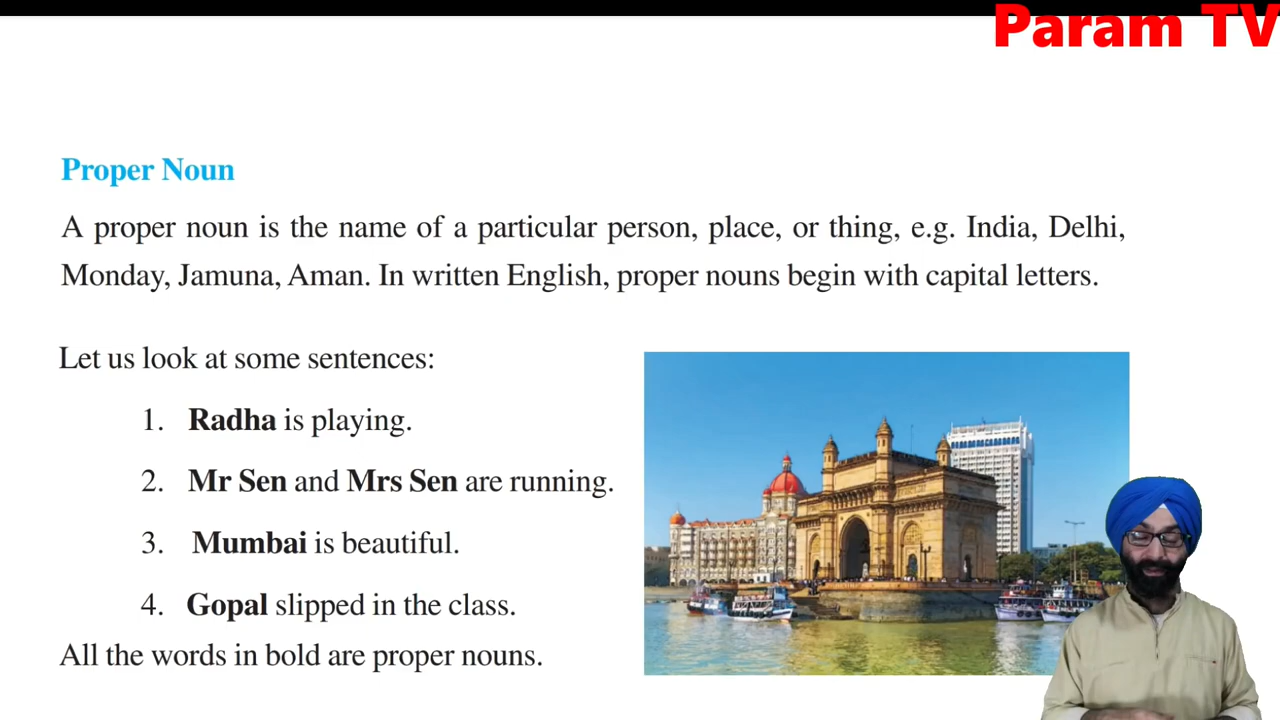 Param TV
Proper Noun
A proper noun is the name of a particular person, place, or thing, e.g. India, Delhi,
Monday, Jamuna, Aman. In written English, proper nouns begin with capital letters.
Let us look at some sentences:
1. Radha is playing.
2. Mr Sen and Mrs Sen are running.
3. Mumbai is beautiful.
4. Gopal slipped in the class.
All the words in bold are proper nouns.